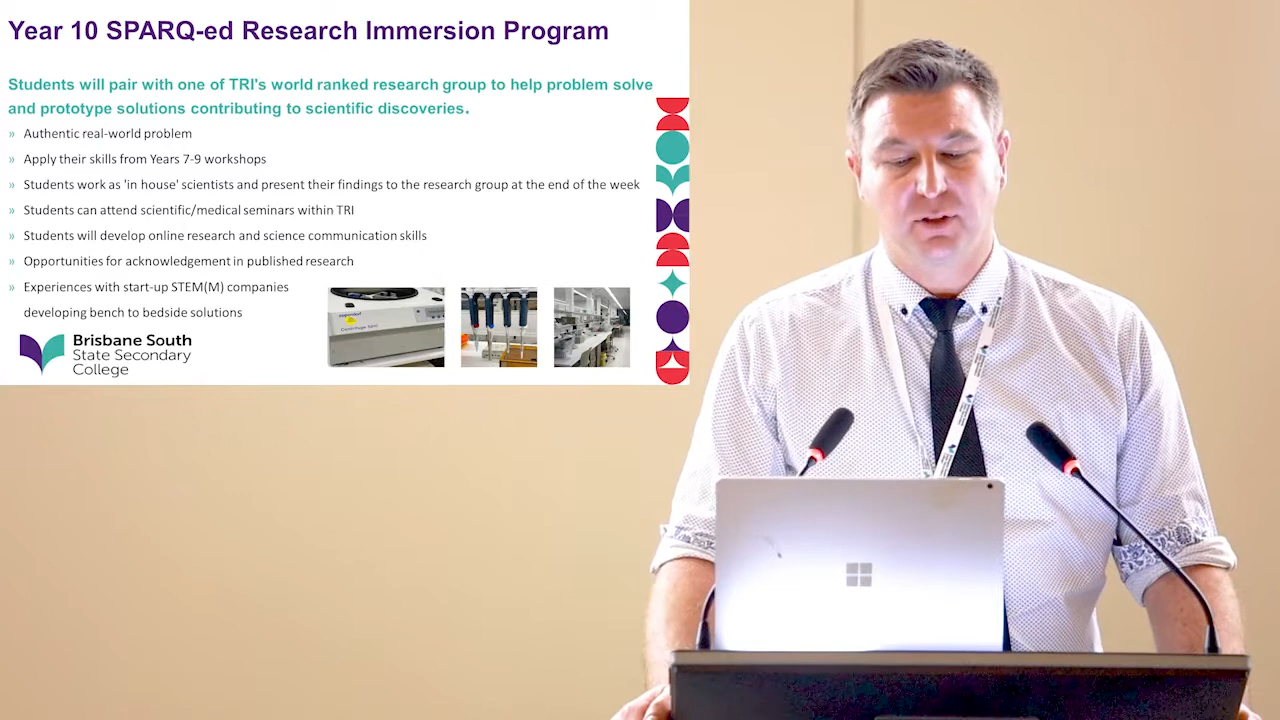 Year 10 SPARQ-ed Research Immersion Program
Students will pair with one of TRI's world ranked research group to help problem solve
and prototype solutions contributing to scientific discoveries.
» Authentic real-world problem
» Apply their skills from Years 7-9 workshops
» Students work as 'in house' scientists and present their findings to the research group at the end of the week
» Students can attend scientific/medical seminars within TRI
» Students will develop online research and science communication skills
» Opportunities for acknowledgement in published research
» Experiences with start-up STEM(M) companies
developing bench to bedside solutions
Brisbane South
State Secondary
College